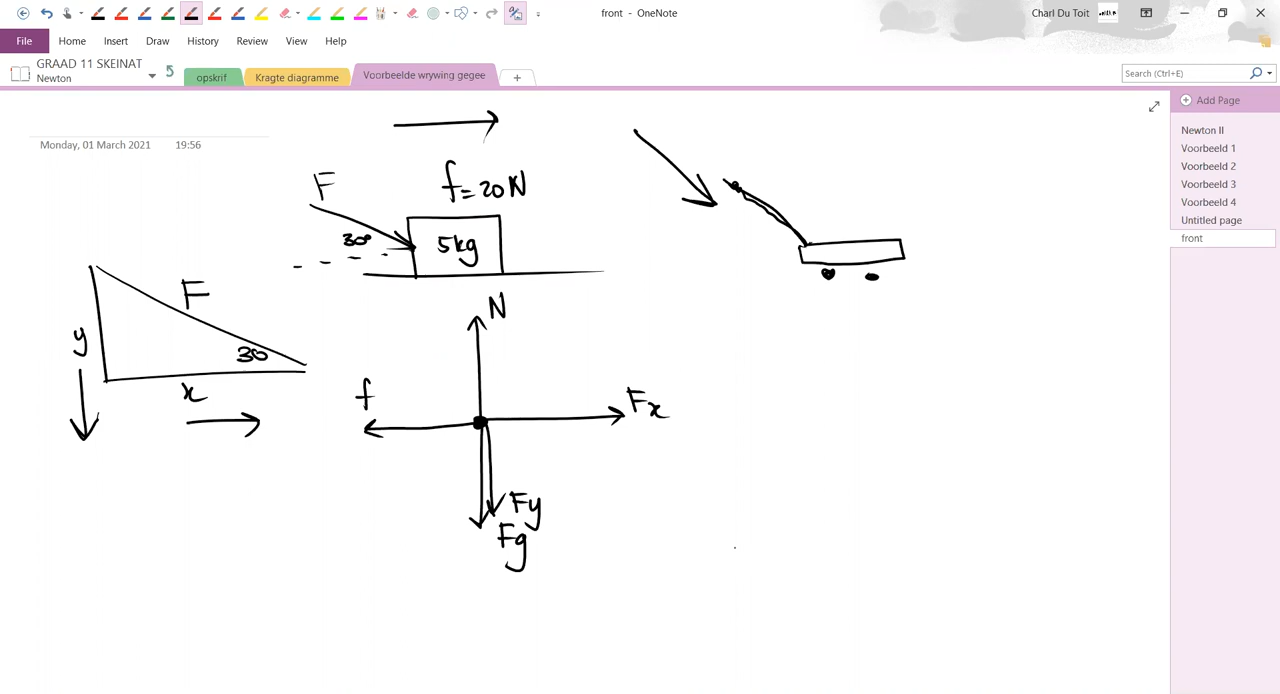 front - OneNote
Charl Du Toit
File
Home
Insert
Draw
History
Review
View
Help
GRAAD 11 SKEINAT
Newton
opskrif
Kragte diagramme
Voorbeelde wrywing gegee
Search (Ctrl+E)
Add Page
Newton II
Voorbeeld 1
Voorbeeld 2
Voorbeeld 3
Voorbeeld 4
Untitled page
front
Monday, 01 March 2021
19:56
F
f=20N
30°
5kg
F
y
30
x
N
f
Fx
Fy
Fg